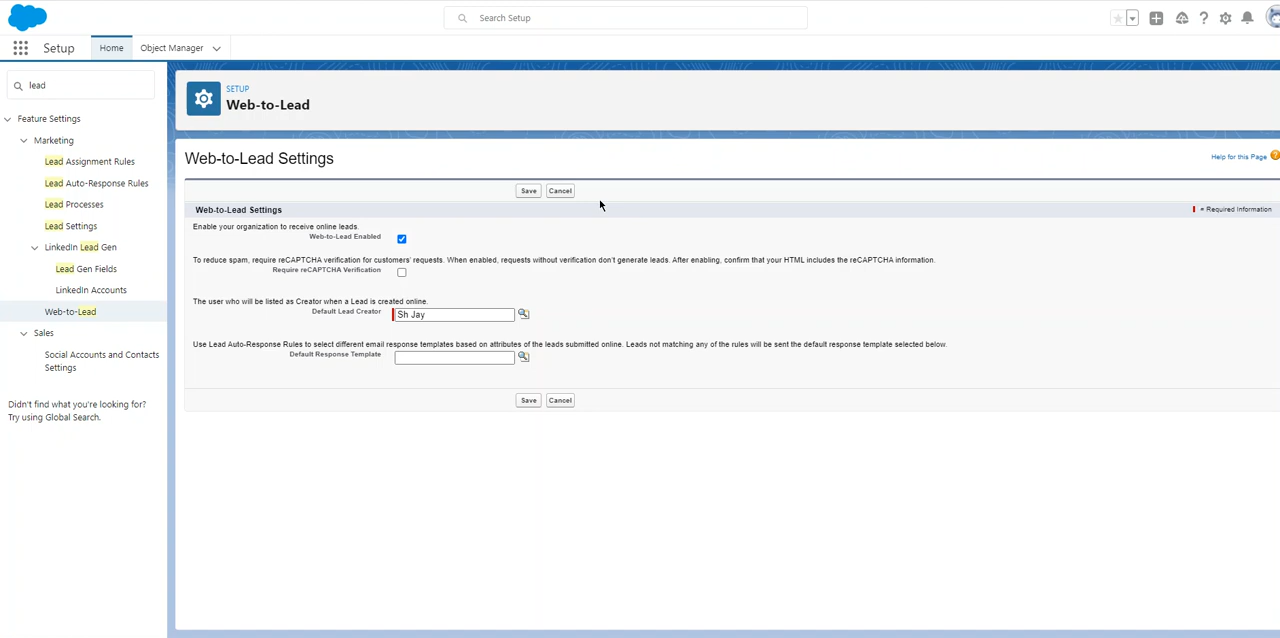 Search Setup
Setup
Home
Object Manager
lead
Feature Settings
Marketing
Lead Assignment Rules
Lead Auto-Response Rules
Lead Processes
Lead Settings
LinkedIn Lead Gen
Lead Gen Fields
LinkedIn Accounts
Web-to-Lead
Sales
Social Accounts and Contacts
Settings
Didn't find what you're looking for?
Try using Global Search.
SETUP
Web-to-Lead
Web-to-Lead Settings
Help for this Page ?
Save
Cancel
Web-to-Lead Settings
= Required Information
Enable your organization to receive online leads.
Web-to-Lead Enabled
To reduce spam, require reCAPTCHA verification for customers' requests. When enabled, requests without verification don't generate leads. After enabling, confirm that your HTML includes the reCAPTCHA information.
Require reCAPTCHA Verification
The user who will be listed as Creator when a Lead is created online.
Default Lead Creator
Sh Jay
Use Lead Auto-Response Rules to select different email response templates based on attributes of the leads submitted online. Leads not matching any of the rules will be sent the default response template selected below.
Default Response Template
Save
Cancel